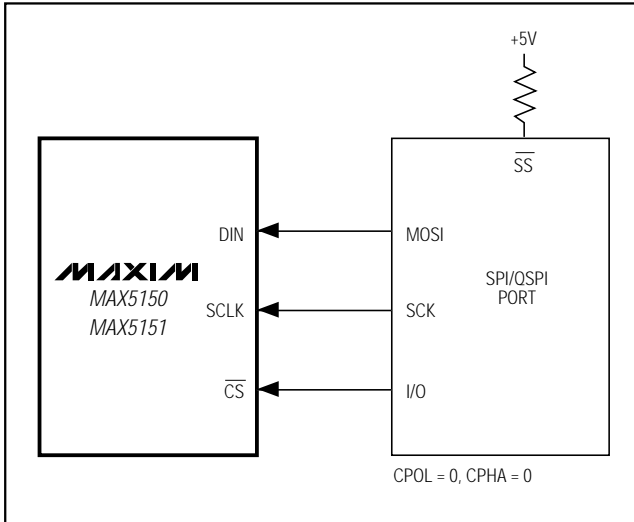 +5V
SS
DIN
MOSI
MAXIM
MAX5150
MAX5151
SPI/QSPI
PORT
SCLK
SCK
CS
I/O
CPOL = 0, CPHA = 0